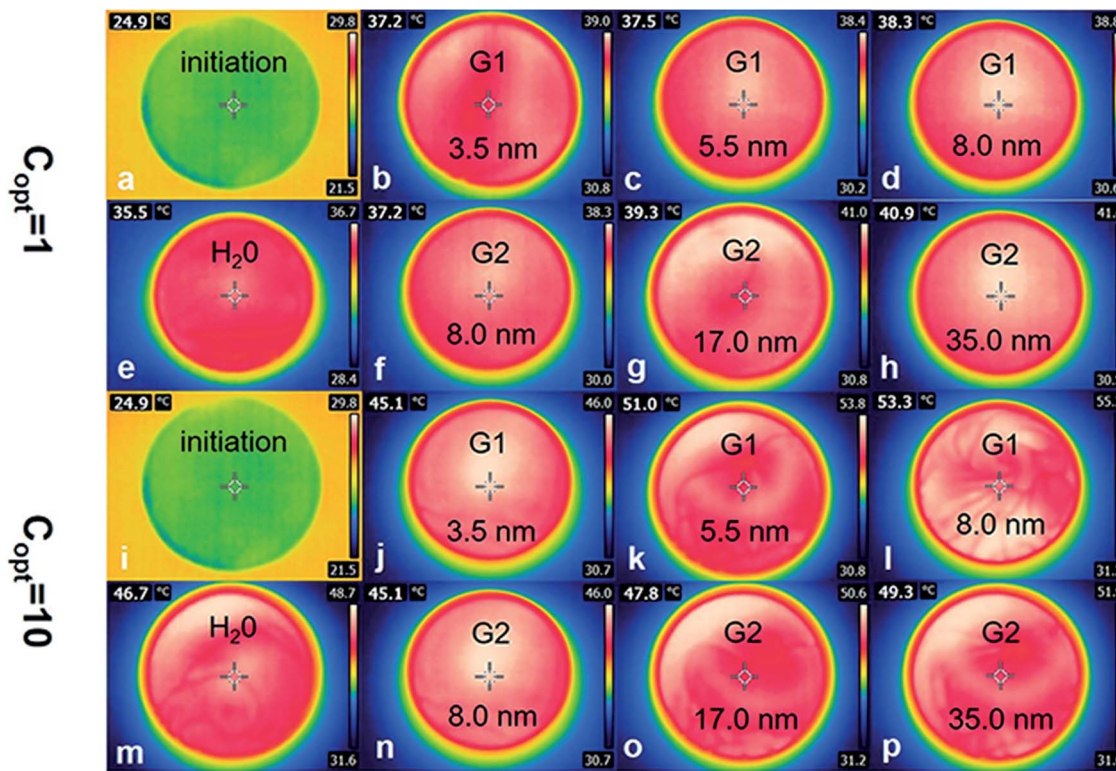 C_opt=1
24.9 °C 29.8
initiation
a 21.5
37.2 °C 39.0
G1
3.5 nm
b 30.8
37.5 °C 38.4
G1
5.5 nm
c 30.2
38.3 °C 38.8
G1
8.0 nm
d
35.5 °C 36.7
H₂0
e 28.4
37.2 °C 38.3
G2
8.0 nm
f 30.0
39.3 °C 41.0
G2
17.0 nm
g 30.8
40.9 °C
G2
35.0 nm
h
C_opt=10
24.9 °C 29.8
initiation
i 21.5
45.1 °C 46.0
G1
3.5 nm
j 30.7
51.0 °C 53.8
G1
5.5 nm
k 30.8
53.3 °C
G1
8.0 nm
l
46.7 °C 48.7
H₂0
m 31.6
45.1 °C 46.0
G2
8.0 nm
n 30.7
47.8 °C 50.6
G2
17.0 nm
o 31.2
49.3 °C
G2
35.0 nm
p